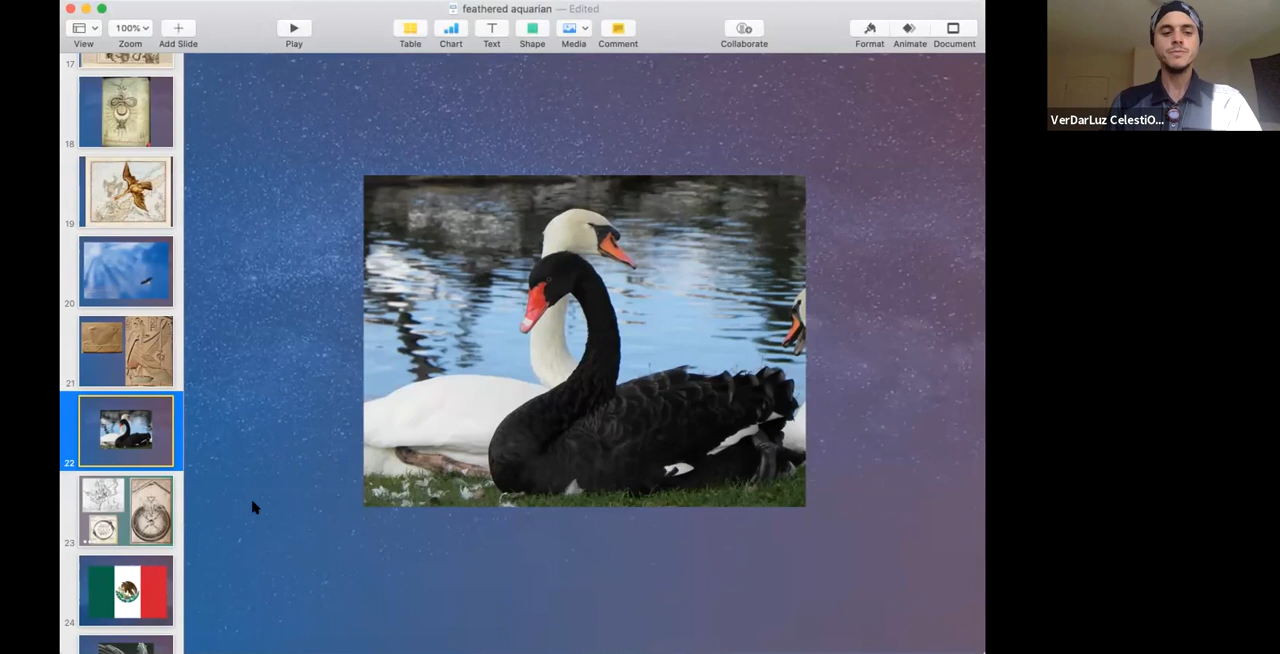 feathered aquarian — Edited
100%
View
Zoom
Add Slide
Play
Table
Chart
Text
Shape
Media
Comment
Collaborate
Format
Animate
Document
VerDarLuz CelestiO...
17
18
19
20
21
22
23
24